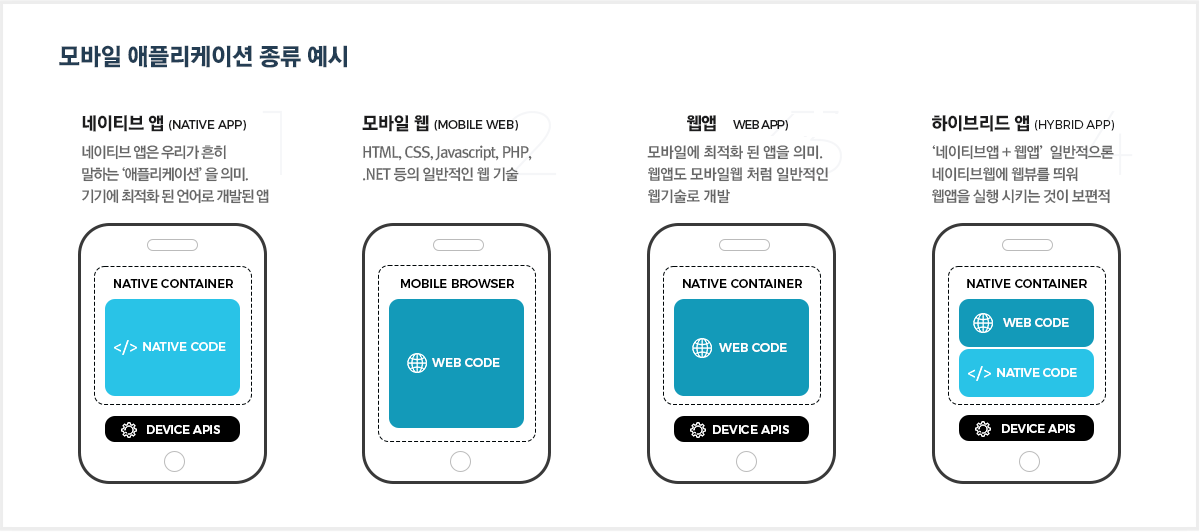 모바일 애플리케이션 종류 예시
1
네이티브 앱 (NATIVE APP)
네이티브 앱은 우리가 흔히
말하는 ‘애플리케이션’ 을 의미.
기기에 최적화 된 언어로 개발된 앱
NATIVE CONTAINER
</> NATIVE CODE
DEVICE APIS
2
모바일 웹 (MOBILE WEB)
HTML, CSS, Javascript, PHP,
.NET 등의 일반적인 웹 기술
MOBILE BROWSER
WEB CODE
웹앱 WEB APP)
모바일에 최적화 된 앱을 의미.
웹앱도 모바일웹 처럼 일반적인
웹기술로 개발
NATIVE CONTAINER
WEB CODE
DEVICE APIS
4
하이브리드 앱 (HYBRID APP)
‘네이티브앱 + 웹앱’ 일반적으론
네이티브웹에 웹뷰를 띄워
웹앱을 실행 시키는 것이 보편적
NATIVE CONTAINER
WEB CODE
</> NATIVE CODE
DEVICE APIS